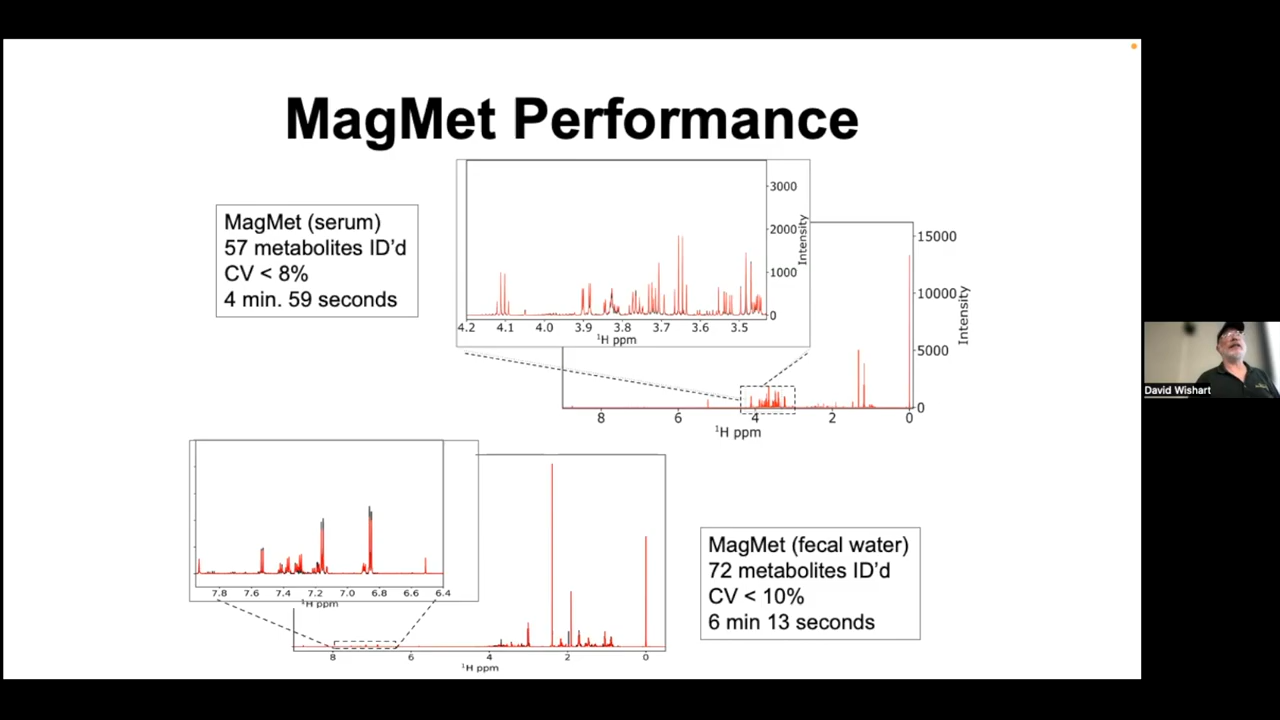 MagMet Performance
MagMet (serum)
57 metabolites ID'd
CV < 8%
4 min. 59 seconds
3000
2000
1000
0
Intensity
4.2 4.1 4.0 3.9 3.8 3.7 3.6 3.5
¹H ppm
15000
10000
5000
0
Intensity
8 6 4 2 0
¹H ppm
David Wishart
7.8 7.6 7.4 7.2 7.0 6.8 6.6 6.4
¹H ppm
8 6 4 2 0
¹H ppm
MagMet (fecal water)
72 metabolites ID'd
CV < 10%
6 min 13 seconds